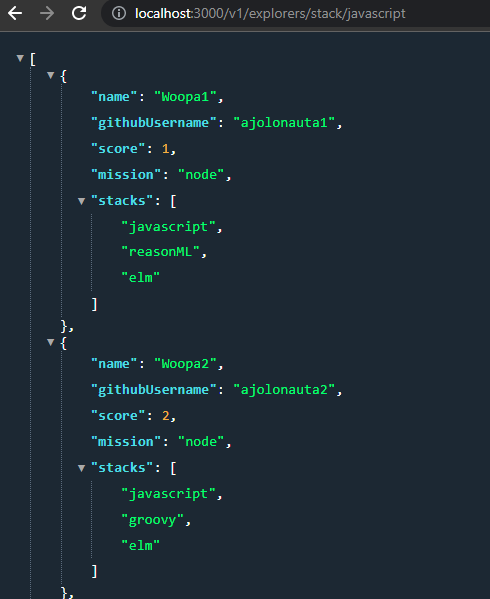 localhost:3000/v1/explorers/stack/javascript
[
{
"name": "Woopa1",
"githubUsername": "ajolonauta1",
"score": 1,
"mission": "node",
"stacks": [
"javascript",
"reasonML",
"elm"
]
},
{
"name": "Woopa2",
"githubUsername": "ajolonauta2",
"score": 2,
"mission": "node",
"stacks": [
"javascript",
"groovy",
"elm"
]
},